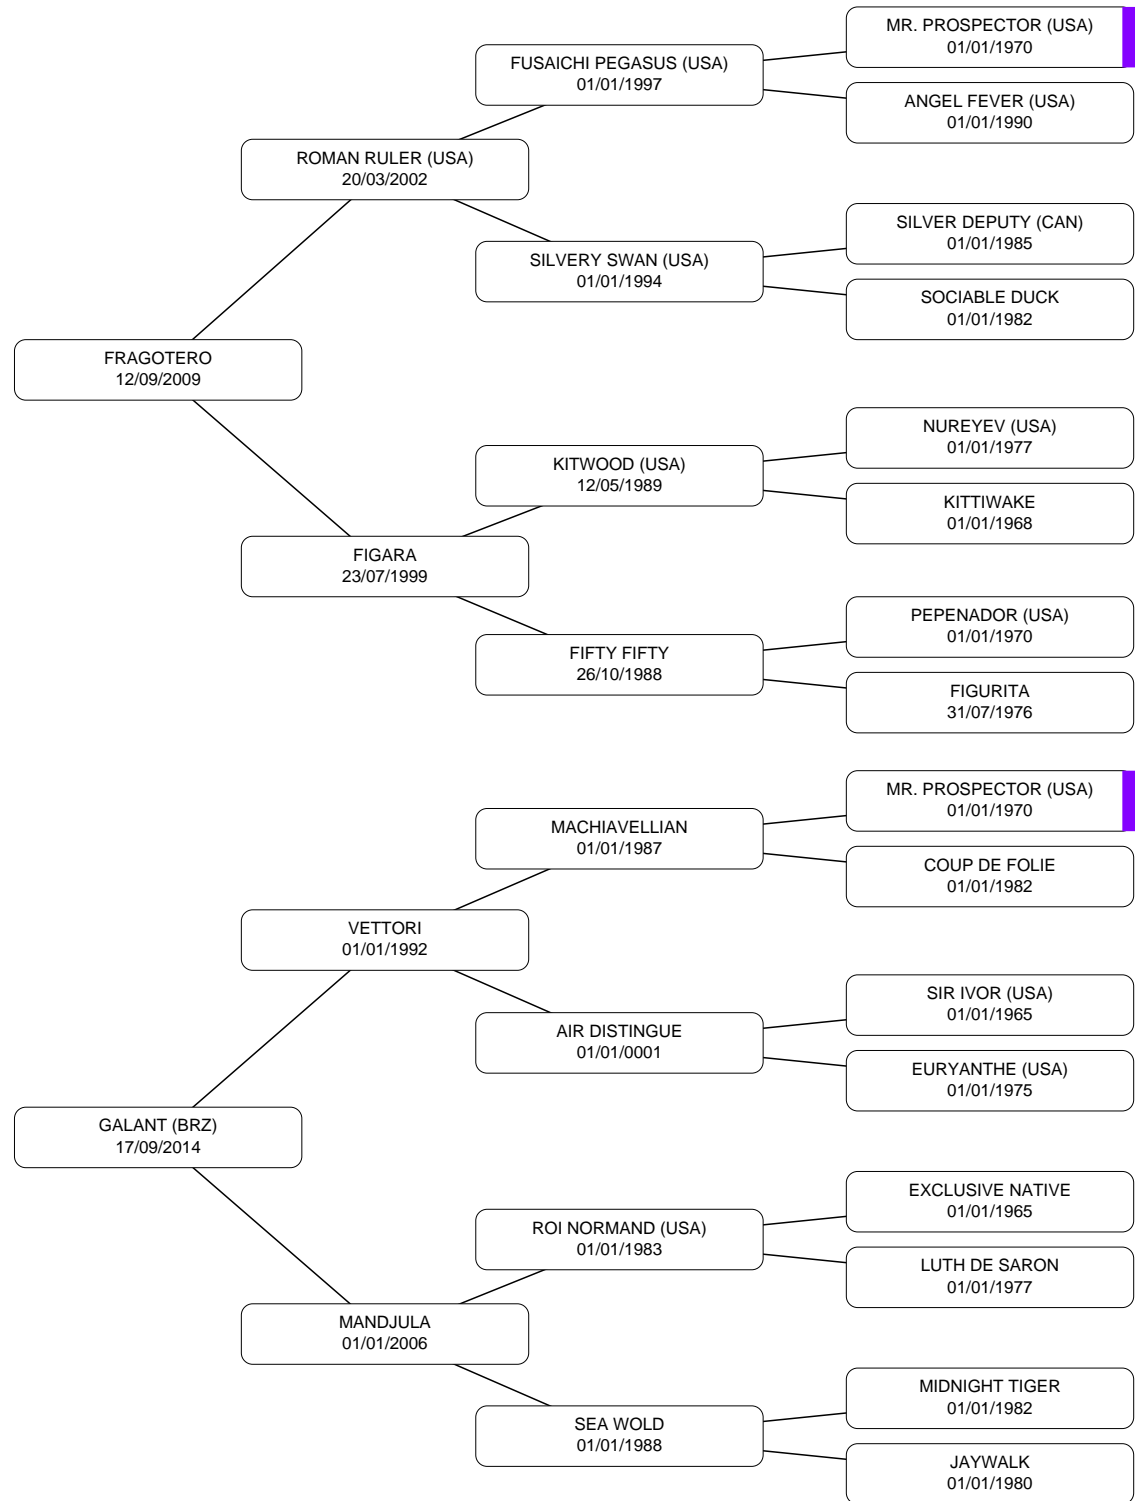 MR. PROSPECTOR (USA)
01/01/1970
FUSAICHI PEGASUS (USA)
01/01/1997
ANGEL FEVER (USA)
01/01/1990
ROMAN RULER (USA)
20/03/2002
SILVER DEPUTY (CAN)
01/01/1985
SILVERY SWAN (USA)
01/01/1994
SOCIABLE DUCK
01/01/1982
FRAGOTERO
12/09/2009
NUREYEV (USA)
01/01/1977
KITWOOD (USA)
12/05/1989
KITTIWAKE
01/01/1968
FIGARA
23/07/1999
PEPENADOR (USA)
01/01/1970
FIFTY FIFTY
26/10/1988
FIGURITA
31/07/1976
MR. PROSPECTOR (USA)
01/01/1970
MACHIAVELLIAN
01/01/1987
COUP DE FOLIE
01/01/1982
VETTORI
01/01/1992
SIR IVOR (USA)
01/01/1965
AIR DISTINGUE
01/01/0001
EURYANTHE (USA)
01/01/1975
GALANT (BRZ)
17/09/2014
EXCLUSIVE NATIVE
01/01/1965
ROI NORMAND (USA)
01/01/1983
LUTH DE SARON
01/01/1977
MANDJULA
01/01/2006
MIDNIGHT TIGER
01/01/1982
SEA WOLD
01/01/1988
JAYWALK
01/01/1980